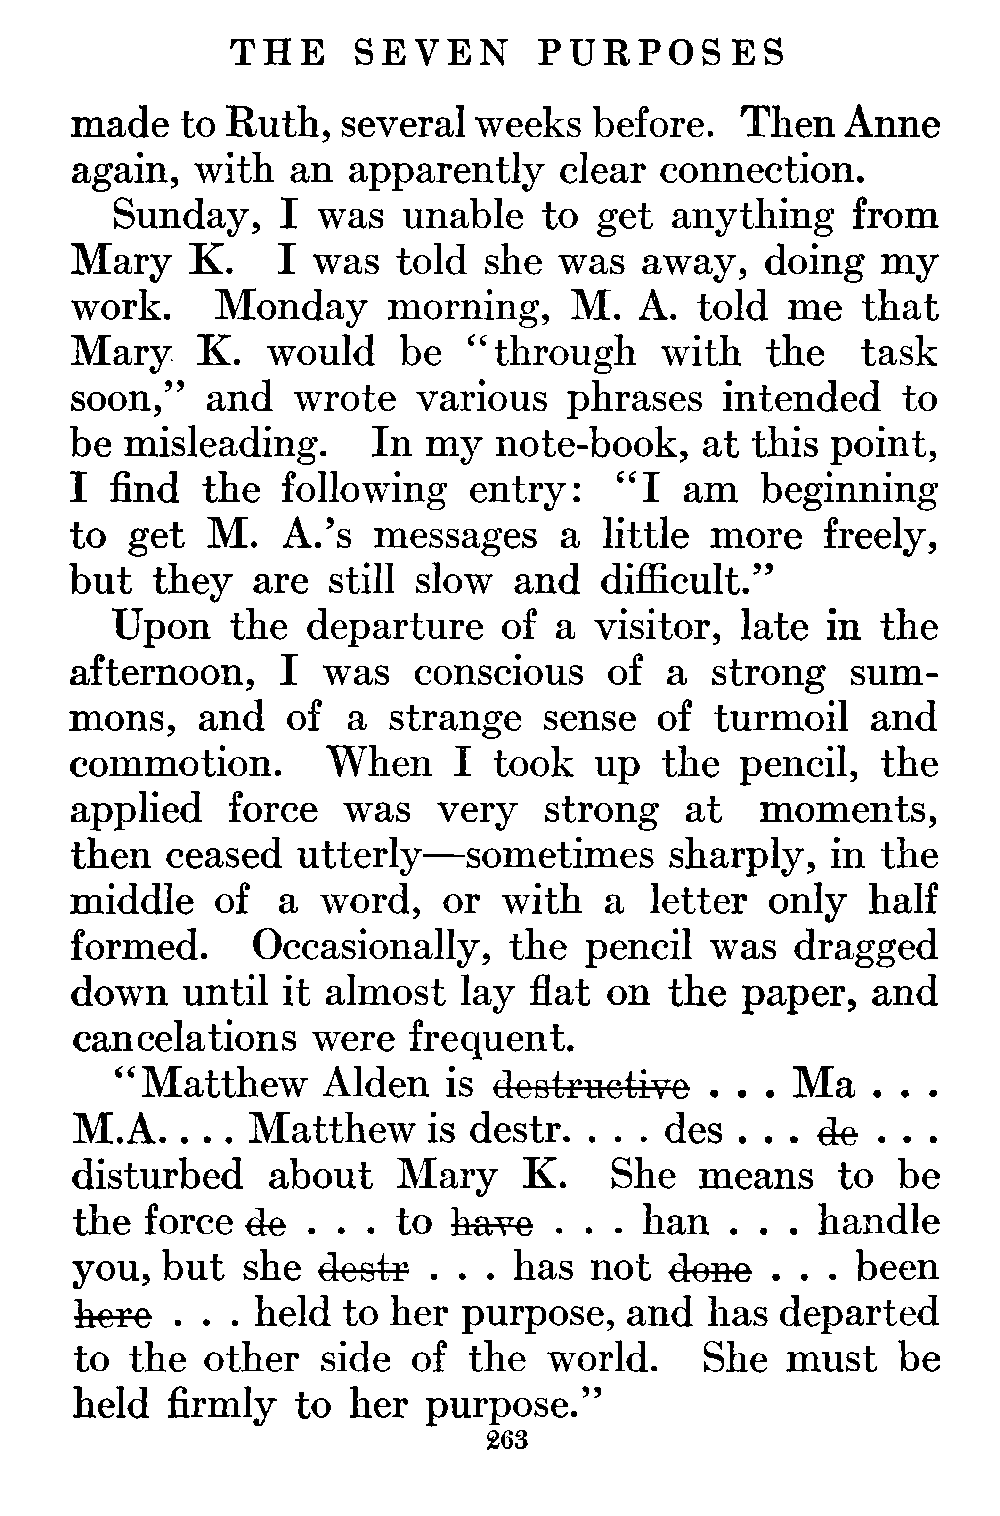 THE SEVEN PURPOSES
made to Ruth, several weeks before. Then Anne
again, with an apparently clear connection.
Sunday, I was unable to get anything from
Mary K. I was told she was away, doing my
work. Monday morning, M. A. told me that
Mary K. would be "through with the task
soon," and wrote various phrases intended to
be misleading. In my note-book, at this point,
I find the following entry: "I am beginning
to get M. A.'s messages a little more freely,
but they are still slow and difficult."
Upon the departure of a visitor, late in the
afternoon, I was conscious of a strong sum-
mons, and of a strange sense of turmoil and
commotion. When I took up the pencil, the
applied force was very strong at moments,
then ceased utterly—sometimes sharply, in the
middle of a word, or with a letter only half
formed. Occasionally, the pencil was dragged
down until it almost lay flat on the paper, and
cancelations were frequent.
"Matthew Alden is destructive . . . Ma . . .
M.A. . . . Matthew is destr. . . . des . . . de . . .
disturbed about Mary K. She means to be
the force de . . . to have . . . han . . . handle
you, but she destr . . . has not done . . . been
here . . . held to her purpose, and has departed
to the other side of the world. She must be
held firmly to her purpose."
263